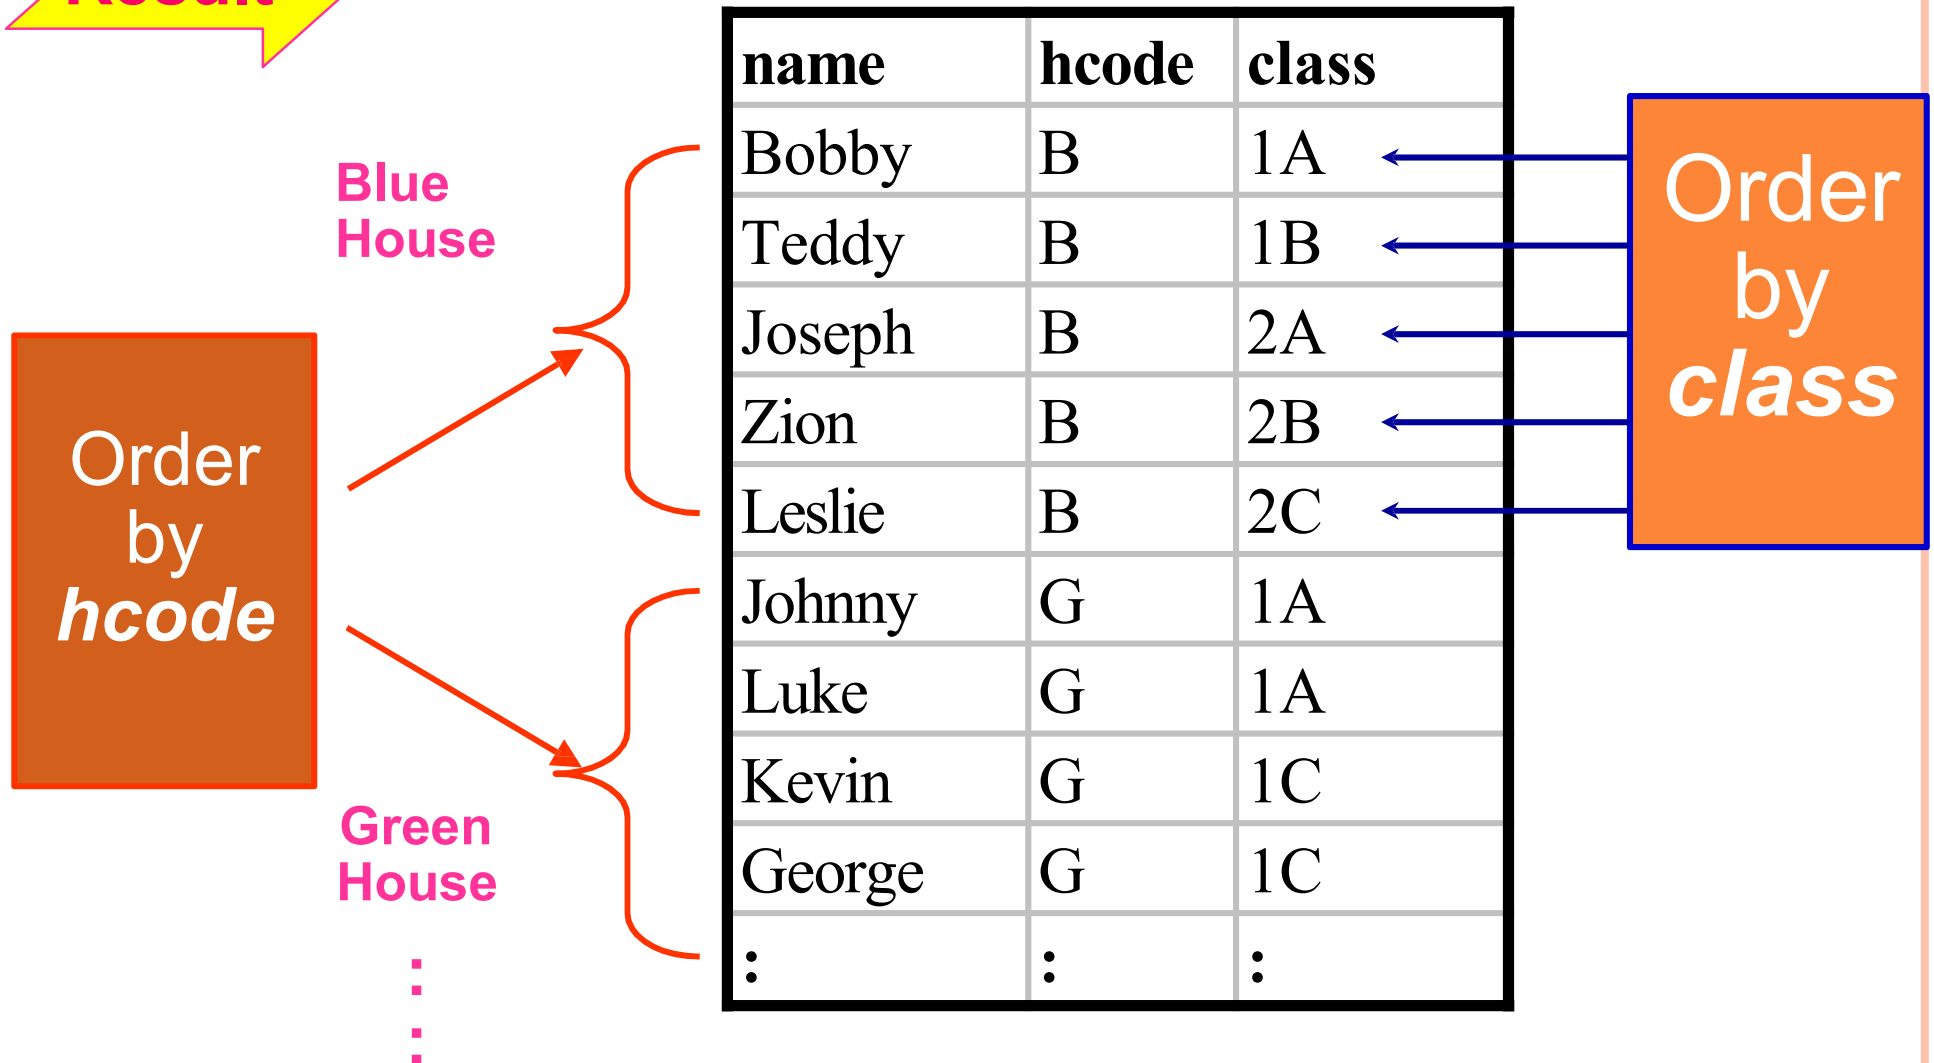 Result
name hcode class
Bobby B 1A
Teddy B 1B
Joseph B 2A
Zion B 2B
Leslie B 2C
Johnny G 1A
Luke G 1A
Kevin G 1C
George G 1C
: : :
Blue
House
Order
by
hcode
Green
House
:
:
Order
by
class